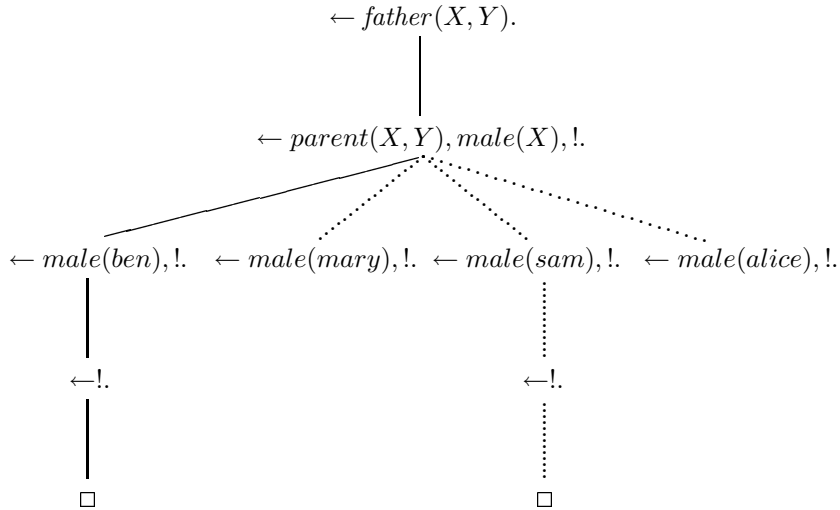 ← father(X, Y).
← parent(X, Y), male(X), !.
← male(ben), !. ← male(mary), !. ← male(sam), !. ← male(alice), !.
←!. ←!.
□ □